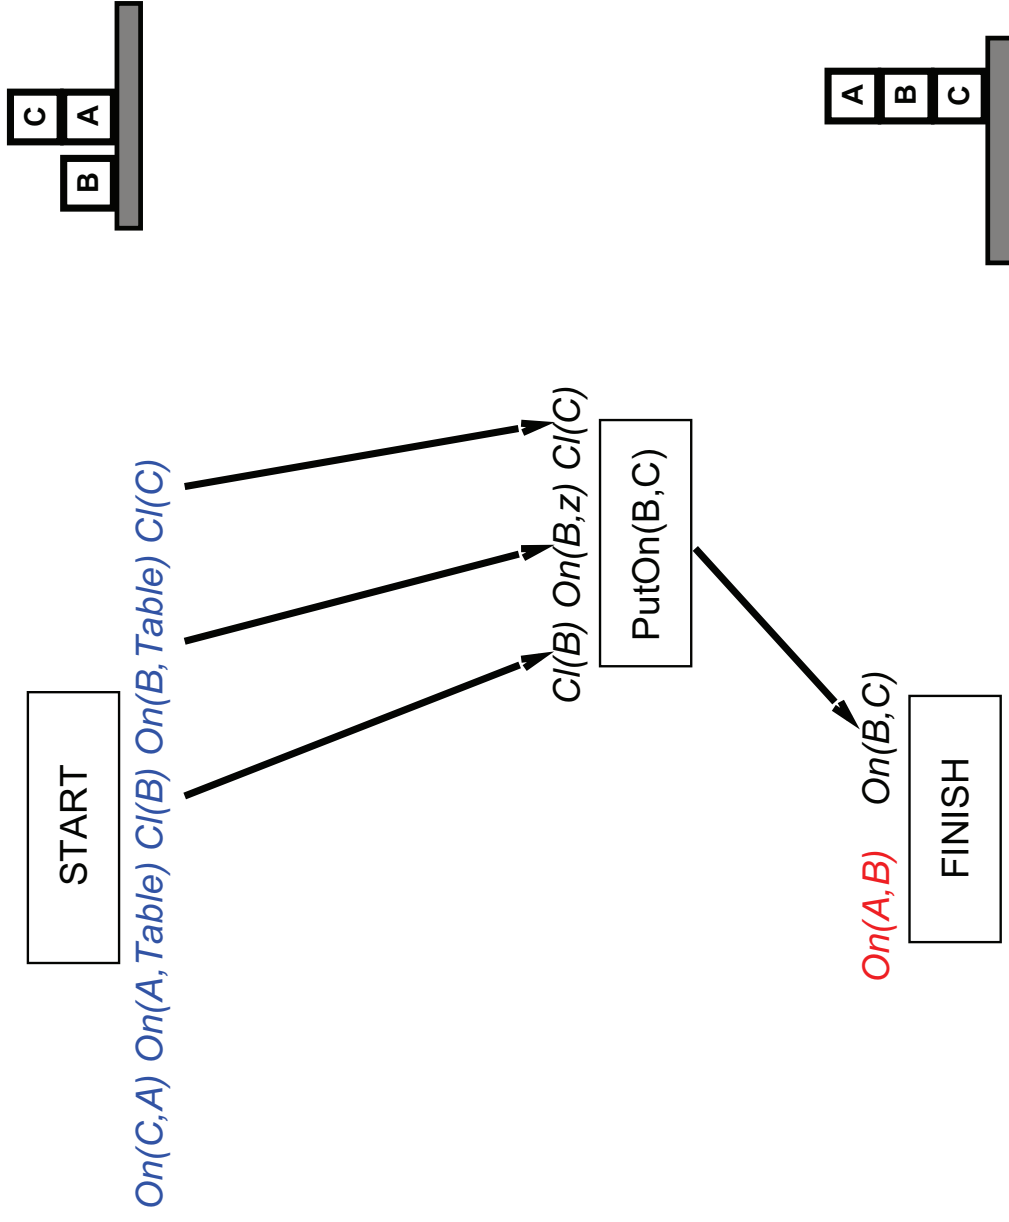 START
On(C,A) On(A,Table) Cl(B) On(B,Table) Cl(C)
Cl(B) On(B,z) Cl(C)
PutOn(B,C)
On(A,B) On(B,C)
FINISH
C
B A
A
B
C